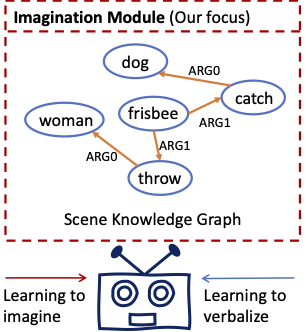 Imagination Module (Our focus)
dog
ARG0
catch
woman
frisbee
ARG1
ARG0
ARG1
throw
Scene Knowledge Graph
Learning to
imagine
Learning to
verbalize